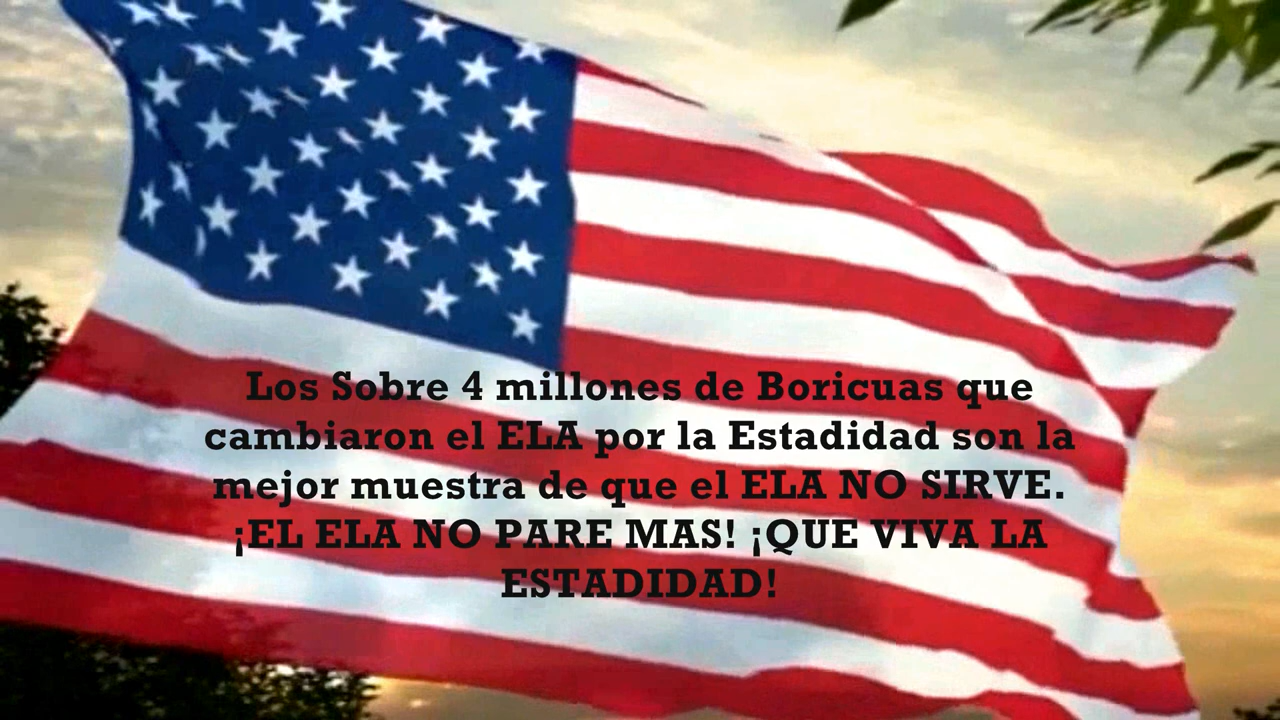 Los Sobre 4 millones de Boricuas que
cambiaron el ELA por la Estadidad son la
mejor muestra de que el ELA NO SIRVE.
¡EL ELA NO PARE MAS! ¡QUE VIVA LA
ESTADIDAD!